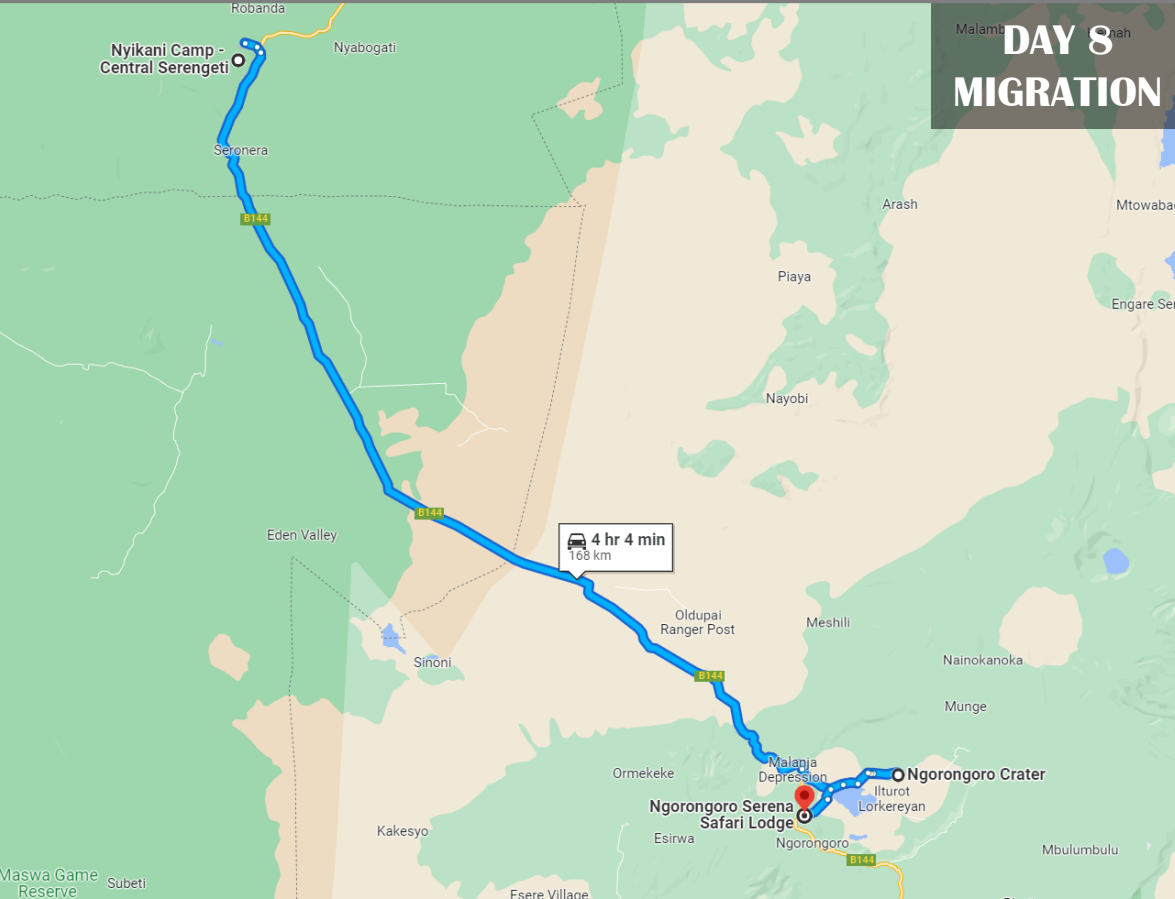 Robanda
DAY 8
MIGRATION
Malamb
Nyikani Camp -
Central Serengeti
Nyabogati
Seronera
B144
Arash
Mtowaba
Piaya
Engare Ser
Nayobi
B144
Eden Valley
4 hr 4 min
168 km
Oldupai
Ranger Post
Meshili
Sinoni
Nainokanoka
B144
Munge
Malanja
Depression
Ormekeke
Ngorongoro Crater
Ilturot
Lorkereyan
Ngorongoro Serena
Safari Lodge
Kakesyo
Esirwa
Ngorongoro
Mbulumbulu
B144
Maswa Game
Reserve
Subeti
Esere Village